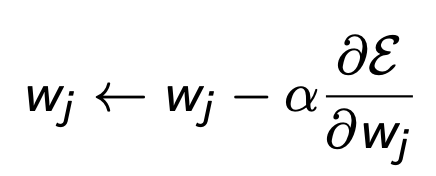 w_j ← w_j − α ∂ℰ/∂w_j